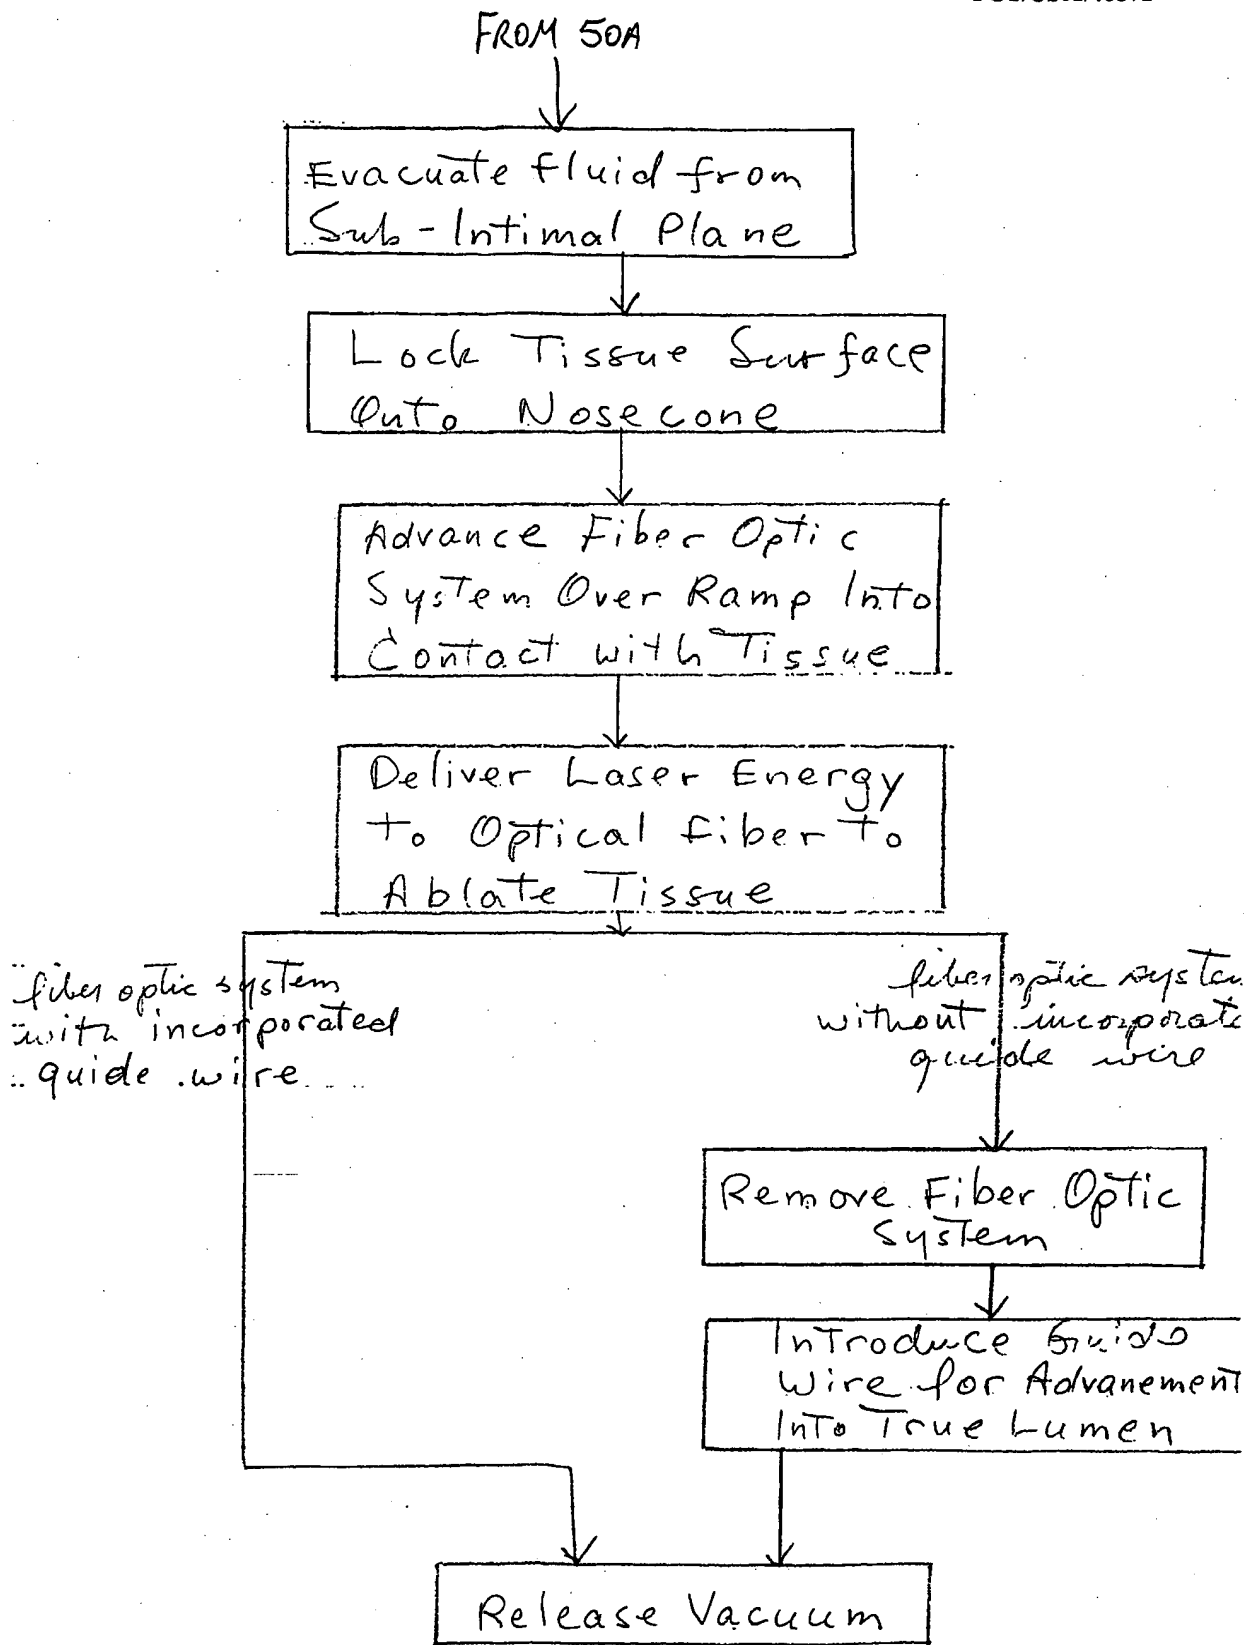 FROM 50A
Evacuate Fluid from
Sub-Intimal Plane
Lock Tissue Surface
Onto Nosecone
Advance Fiber Optic
System Over Ramp Into
Contact with Tissue
Deliver Laser Energy
To Optical Fiber To
Ablate Tissue
fiber optic system
with incorporated
guide wire
fiber optic system
without incorporate
guide wire
Remove Fiber Optic
System
Introduce Guide
Wire for Advanement
Into True Lumen
Release Vacuum